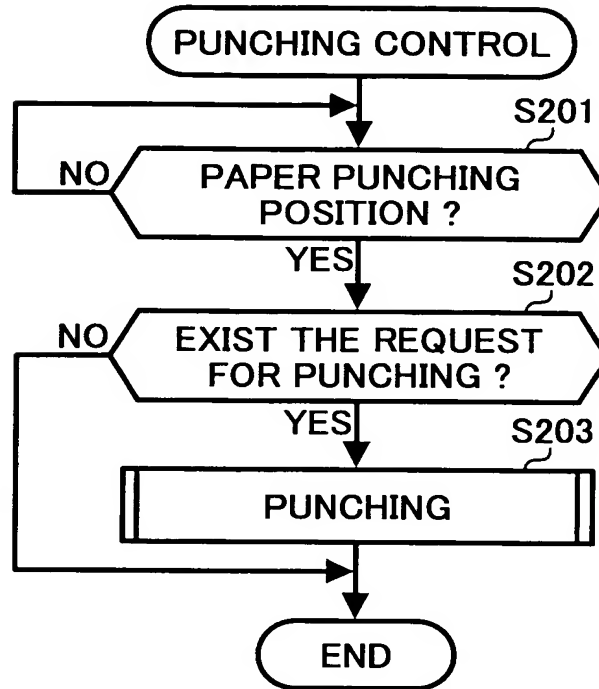 PUNCHING CONTROL
S201
NO
PAPER PUNCHING
POSITION ?
YES
S202
NO
EXIST THE REQUEST
FOR PUNCHING ?
YES
S203
PUNCHING
END